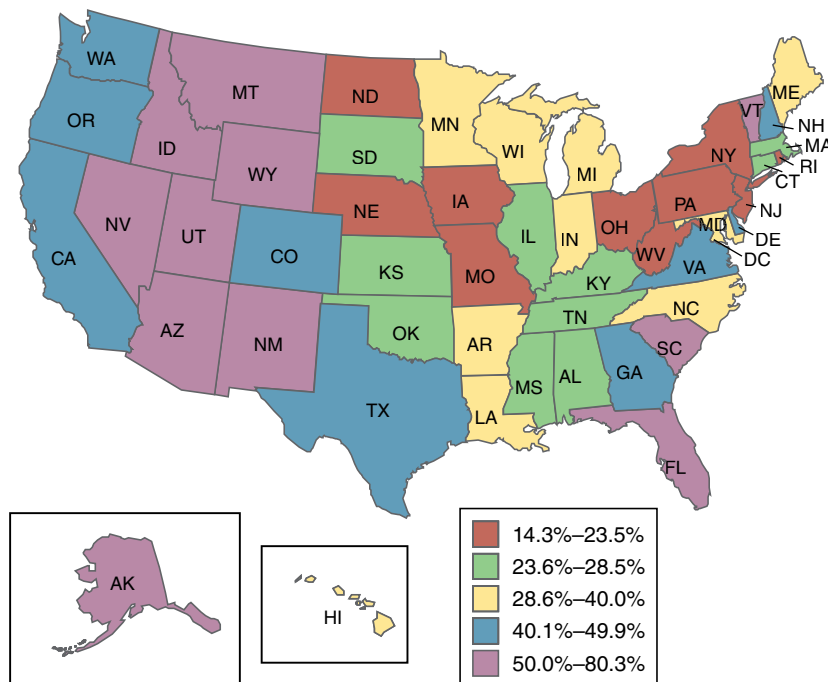 WA
MT
ND
MN
ME
VT
NH
MA
OR
ID
SD
WI
MI
NY
RI
CT
WY
NV
UT
NE
IA
IL
IN
OH
PA
NJ
MD
DE
DC
WV
VA
CA
CO
KS
MO
KY
NC
AZ
NM
OK
TN
AR
SC
TX
MS
AL
GA
LA
FL
AK
HI
14.3%–23.5%
23.6%–28.5%
28.6%–40.0%
40.1%–49.9%
50.0%–80.3%